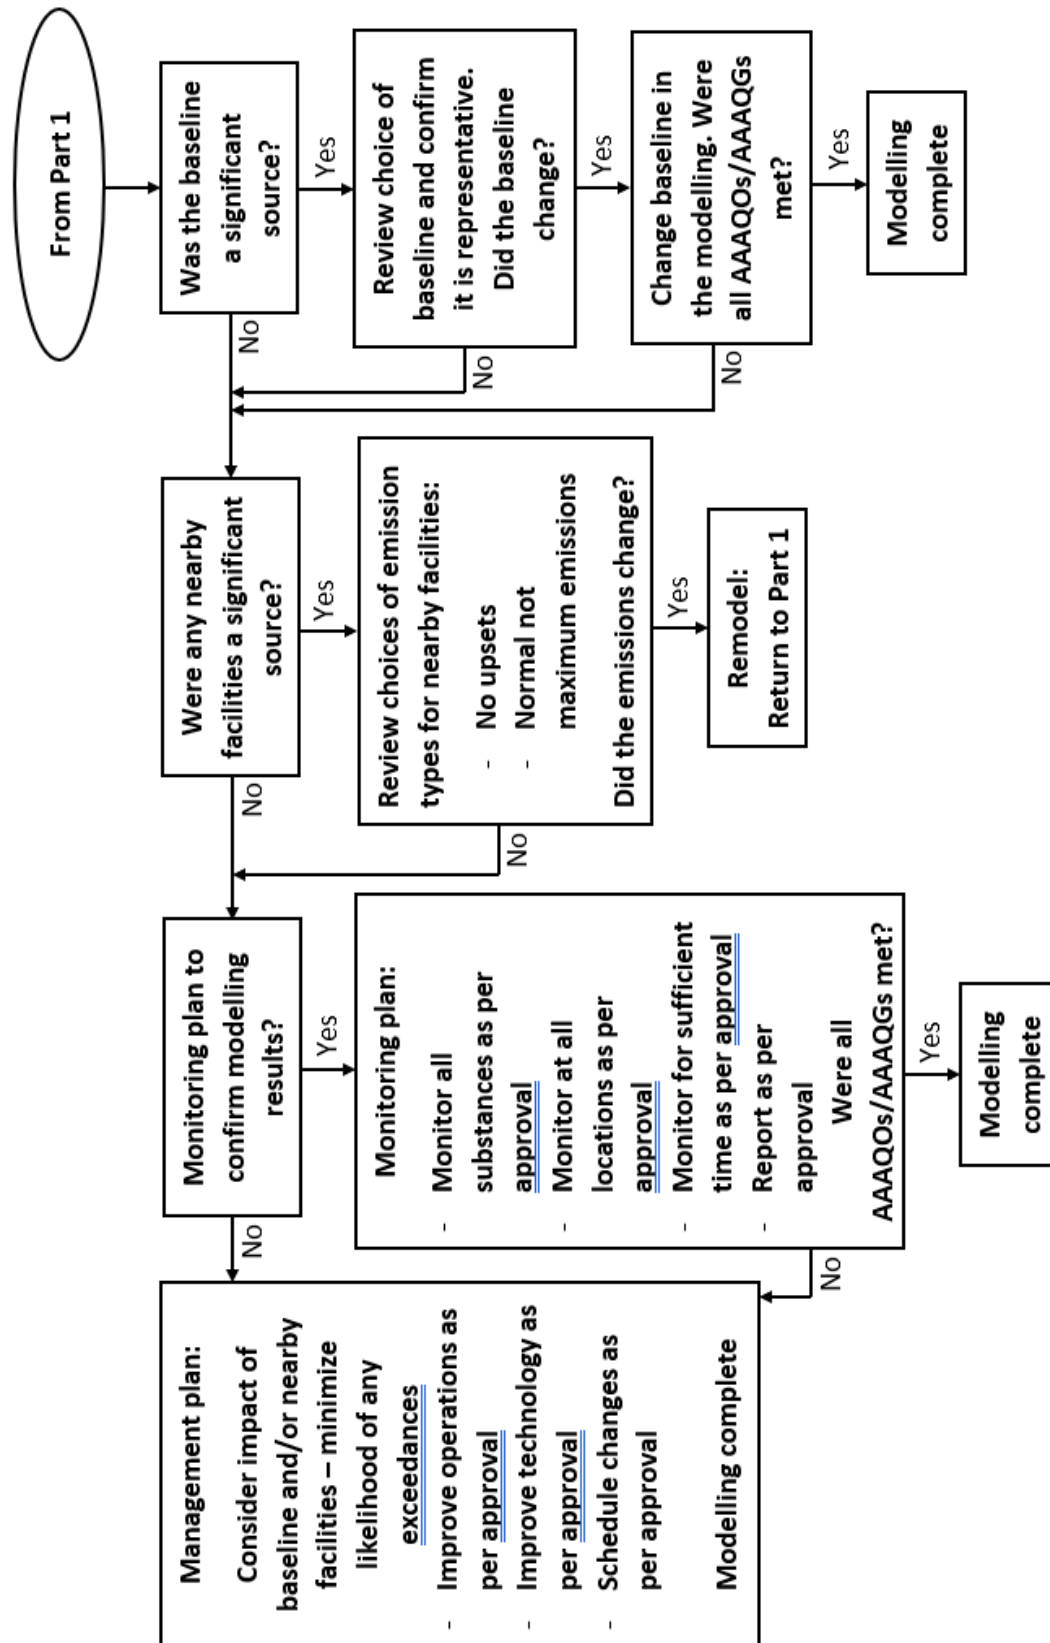 From Part 1
Was the baseline
a significant
source?
Yes
No
Review choice of
baseline and confirm
it is representative.
Did the baseline
change?
Yes
No
Change baseline in
the modelling. Were
all AAAQOs/AAAQGs
met?
Yes
No
Modelling
complete
Were any nearby
facilities a significant
source?
Yes
No
Review choices of emission
types for nearby facilities:
- No upsets
- Normal not
maximum emissions
Did the emissions change?
Yes
No
Remodel:
Return to Part 1
Monitoring plan to
confirm modelling
results?
Yes
No
Monitoring plan:
- Monitor all
substances as per
approval
- Monitor at all
locations as per
approval
- Monitor for sufficient
time as per approval
- Report as per
approval
Were all
AAAQOs/AAAQGs met?
Yes
No
Modelling
complete
Management plan:
Consider impact of
baseline and/or nearby
facilities – minimize
likelihood of any
exceedances
- Improve operations as
per approval
- Improve technology as
per approval
- Schedule changes as
per approval
Modelling complete